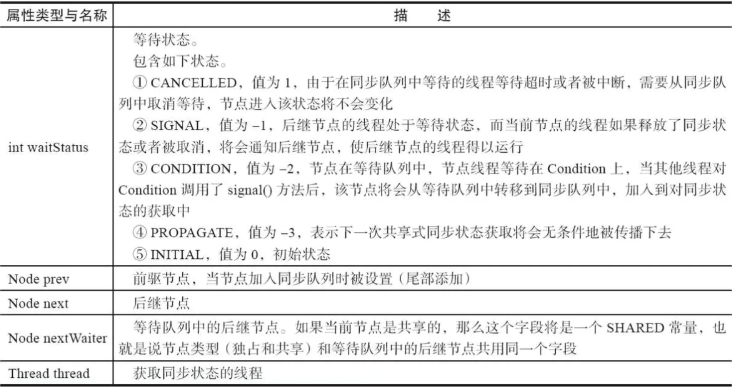 属性类型与名称 描 述
等待状态。
包含如下状态。
① CANCELLED，值为 1，由于在同步队列中等待的线程等待超时或者被中断，需要从同步队
列中取消等待，节点进入该状态将不会变化
② SIGNAL，值为 –1，后继节点的线程处于等待状态，而当前节点的线程如果释放了同步状
态或者被取消，将会通知后继节点，使后继节点的线程得以运行
int waitStatus
③ CONDITION，值为 –2，节点在等待队列中，节点线程等待在 Condition 上，当其他线程对
Condition 调用了 signal() 方法后，该节点将会从等待队列中转移到同步队列中，加入到对同步状
态的获取中
④ PROPAGATE，值为 –3，表示下一次共享式同步状态获取将会无条件地被传播下去
⑤ INITIAL，值为 0，初始状态
Node prev 前驱节点，当节点加入同步队列时被设置（尾部添加）
Node next 后继节点
Node nextWaiter 等待队列中的后继节点。如果当前节点是共享的，那么这个字段将是一个 SHARED 常量，也
就是说节点类型（独占和共享）和等待队列中的后继节点共用同一个字段
Thread thread 获取同步状态的线程